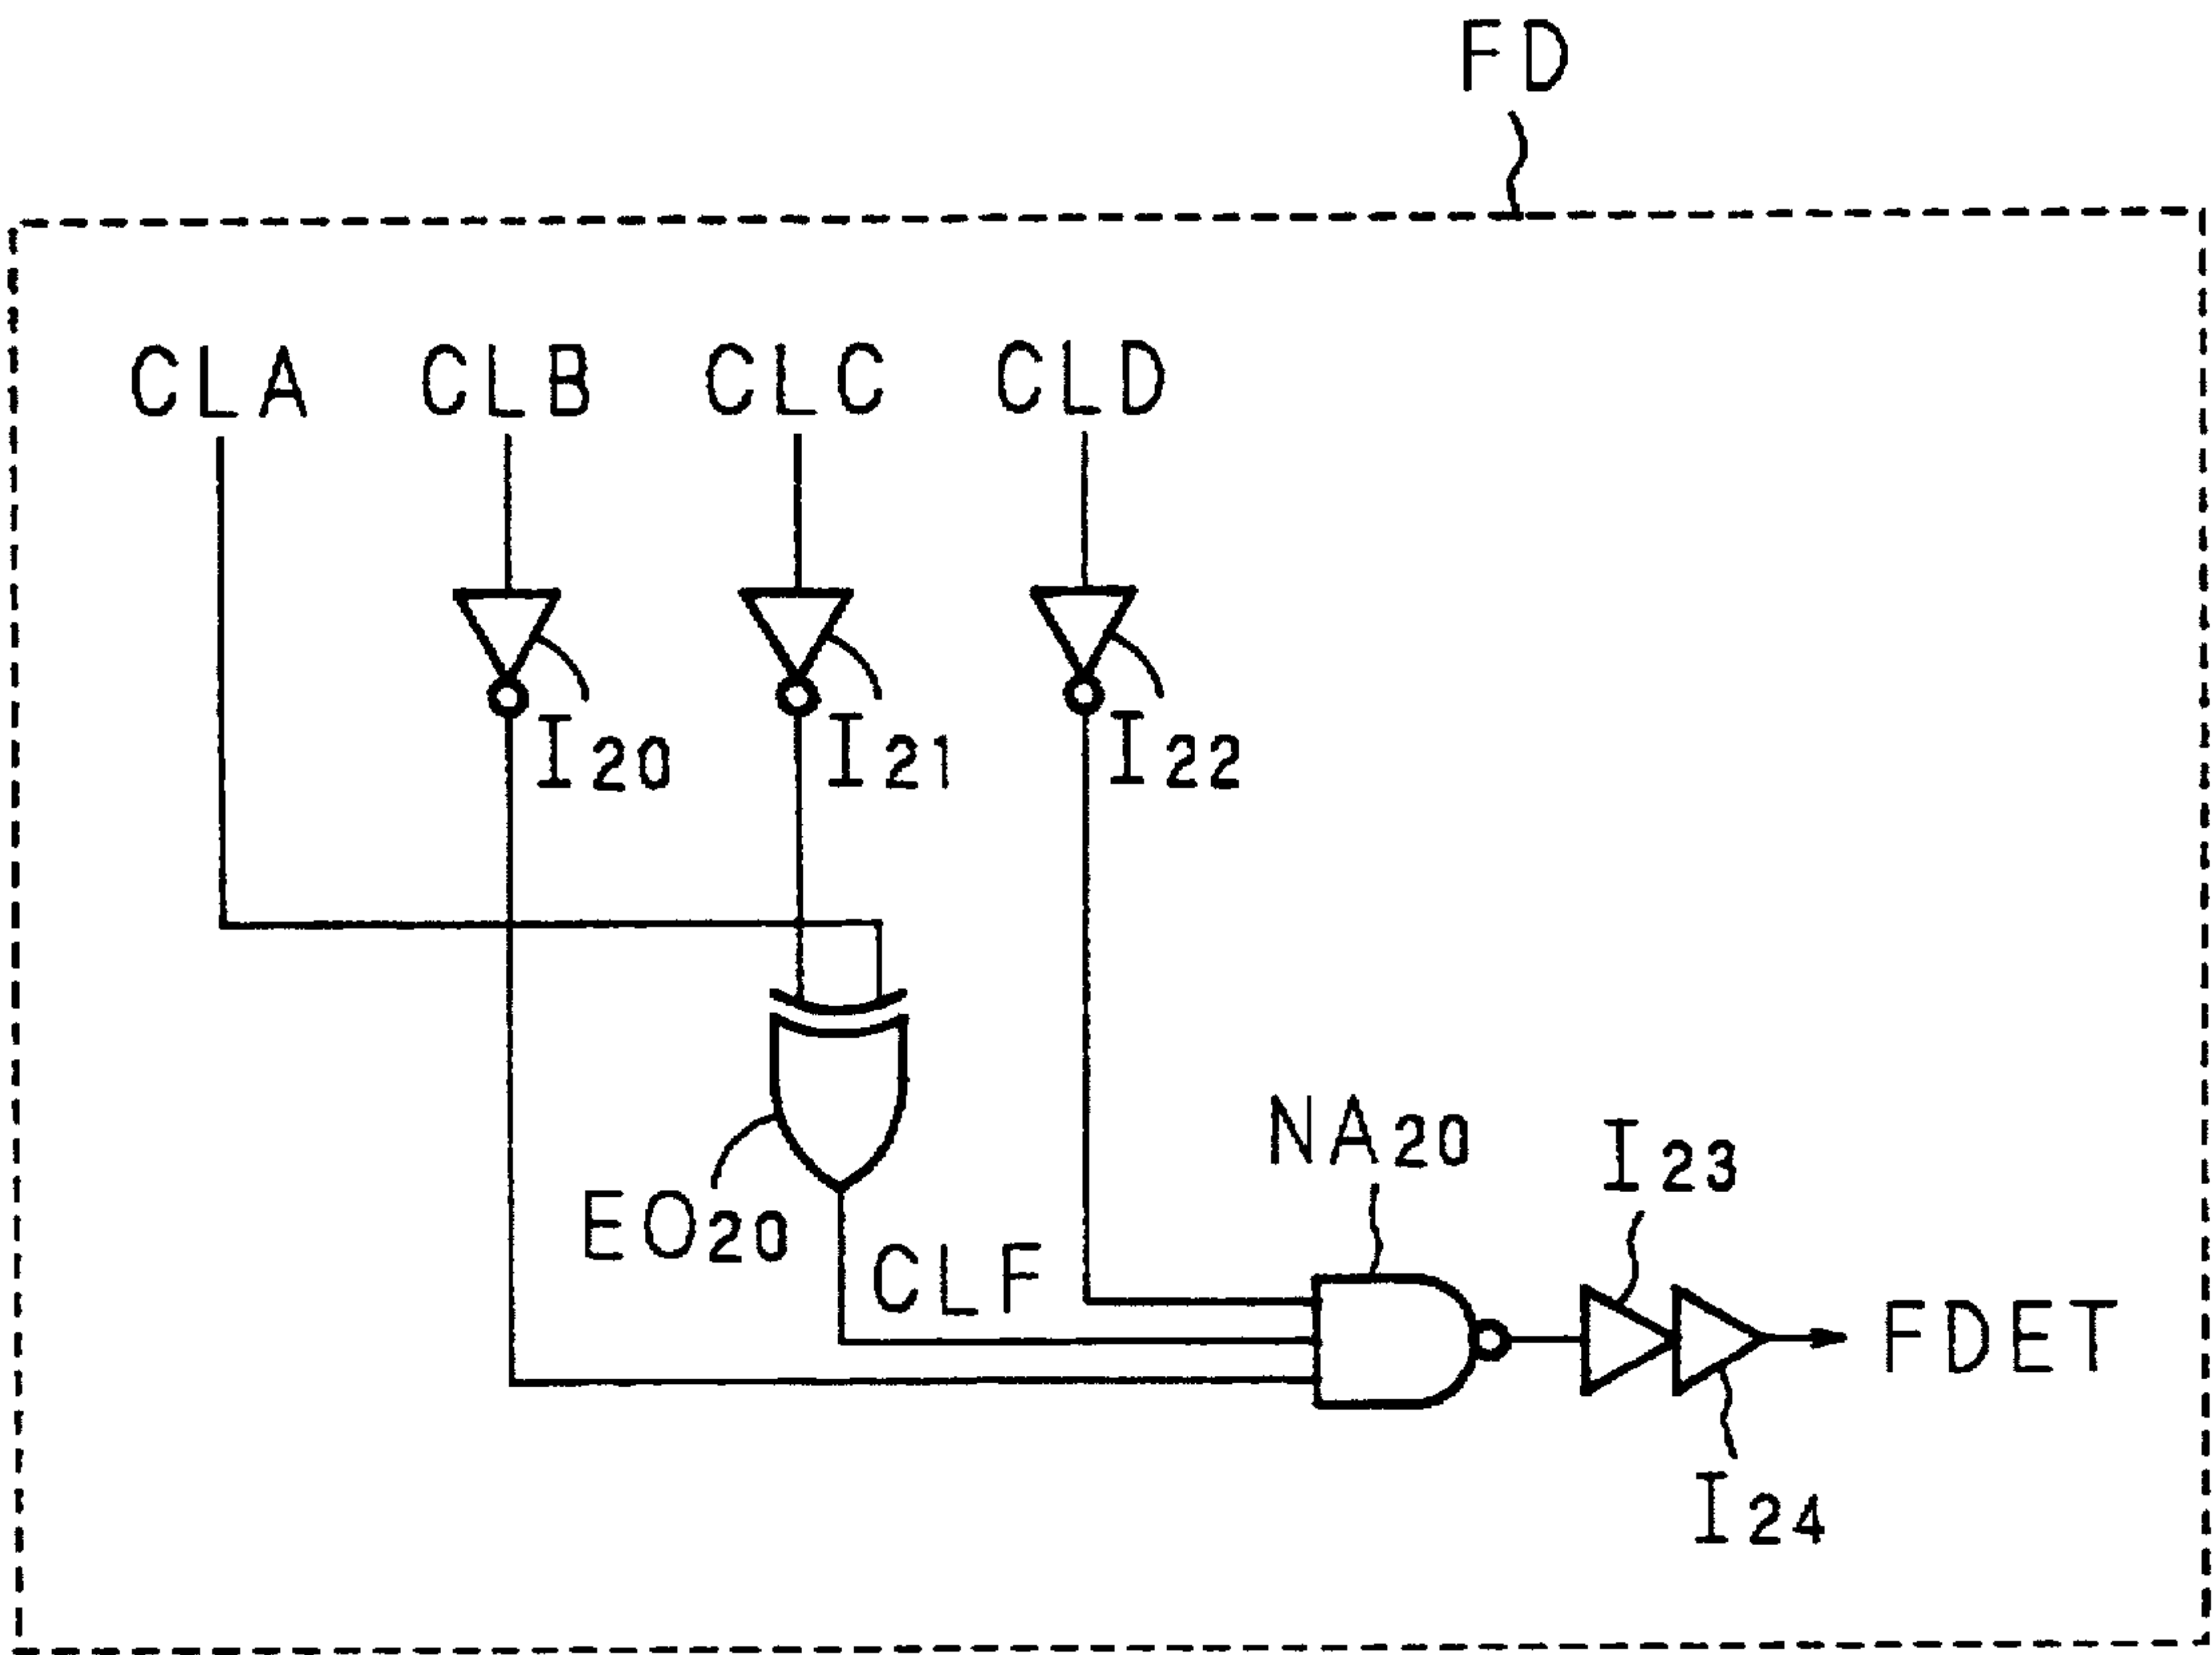 FD
CLA CLB CLC CLD
I20 I21 I22
NA20 I23
EO20 CLF
FDET
I24